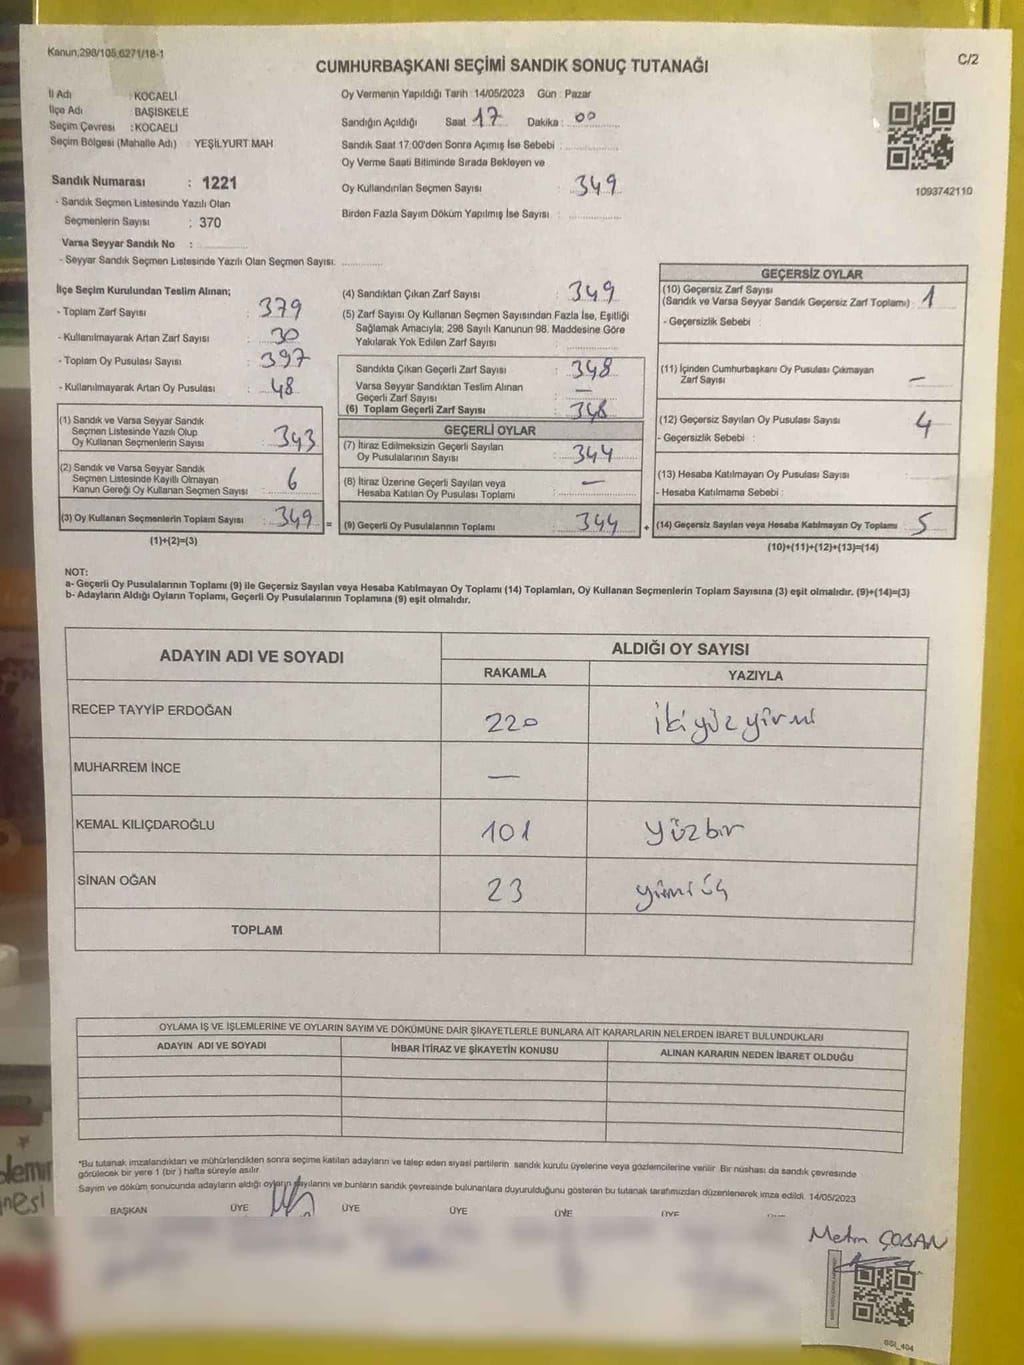 Kanun;298/105,6271/18-1
C/2
CUMHURBAŞKANI SEÇİMİ SANDIK SONUÇ TUTANAĞI
İl Adı : KOCAELİ
İlçe Adı : BAŞİSKELE
Seçim Çevresi : KOCAELİ
Seçim Bölgesi (Mahalle Adı) : YEŞİLYURT MAH
Sandık Numarası : 1221
- Sandık Seçmen Listesinde Yazılı Olan
Seçmenlerin Sayısı : 370
Varsa Seyyar Sandık No :
- Seyyar Sandık Seçmen Listesinde Yazılı Olan Seçmen Sayısı:
Oy Vermenin Yapıldığı Tarih :14/05/2023 Gün : Pazar
Sandığın Açıldığı Saat 17 Dakika : 00
Sandık Saat 17:00'den Sonra Açımış İse Sebebi :
Oy Verme Saati Bitiminde Sırada Bekleyen ve
Oy Kullandırılan Seçmen Sayısı : 349
Birden Fazla Sayım Döküm Yapılmış İse Sayısı :
1093742110
İlçe Seçim Kurulundan Teslim Alınan;
- Toplam Zarf Sayısı : 379
- Kullanılmayarak Artan Zarf Sayısı : 30
- Toplam Oy Pusulası Sayısı : 397
- Kullanılmayarak Artan Oy Pusulası : 48
(1) Sandık ve Varsa Seyyar Sandık
Seçmen Listesinde Yazılı Olup
Oy Kullanan Seçmenlerin Sayısı : 343
(2) Sandık ve Varsa Seyyar Sandık
Seçmen Listesinde Kayıtlı Olmayan
Kanun Gereği Oy Kullanan Seçmen Sayısı : 6
(3) Oy Kullanan Seçmenlerin Toplam Sayısı : 349 =
(1)+(2)=(3)
(4) Sandıktan Çıkan Zarf Sayısı : 349
(5) Zarf Sayısı Oy Kullanan Seçmen Sayısından Fazla İse, Eşitliği
Sağlamak Amacıyla; 298 Sayılı Kanunun 98. Maddesine Göre
Yakılarak Yok Edilen Zarf Sayısı :
Sandıkta Çıkan Geçerli Zarf Sayısı : 348
Varsa Seyyar Sandıktan Teslim Alınan
Geçerli Zarf Sayısı : —
(6) Toplam Geçerli Zarf Sayısı : 348
GEÇERLİ OYLAR
(7) İtiraz Edilmeksizin Geçerli Sayılan
Oy Pusulalarının Sayısı : 344
(8) İtiraz Üzerine Geçerli Sayılan veya
Hesaba Katılan Oy Pusulası Toplamı : —
(9) Geçerli Oy Pusulalarının Toplamı : 344 +
GEÇERSİZ OYLAR
(10) Geçersiz Zarf Sayısı
(Sandık ve Varsa Seyyar Sandık Geçersiz Zarf Toplamı) : 1
- Geçersizlik Sebebi :
(11) İçinden Cumhurbaşkanı Oy Pusulası Çıkmayan
Zarf Sayısı : —
(12) Geçersiz Sayılan Oy Pusulası Sayısı : 4
- Geçersizlik Sebebi :
(13) Hesaba Katılmayan Oy Pusulası Sayısı
- Hesaba Katılmama Sebebi :
(14) Geçersiz Sayılan veya Hesaba Katılmayan Oy Toplamı : 5
(10)+(11)+(12)+(13)=(14)
NOT:
a- Geçerli Oy Pusulalarının Toplamı (9) ile Geçersiz Sayılan veya Hesaba Katılmayan Oy Toplamı (14) Toplamları, Oy Kullanan Seçmenlerin Toplam Sayısına (3) eşit olmalıdır. (9)+(14)=(3)
b- Adayların Aldığı Oyların Toplamı, Geçerli Oy Pusulalarının Toplamına (9) eşit olmalıdır.
ADAYIN ADI VE SOYADI
ALDIĞI OY SAYISI
RAKAMLA YAZIYLA
RECEP TAYYİP ERDOĞAN 220 ikiyüzyirmi
MUHARREM İNCE —
KEMAL KILIÇDAROĞLU 101 yüzbir
SİNAN OĞAN 23 yirmi üç
TOPLAM
OYLAMA İŞ VE İŞLEMLERİNE VE OYLARIN SAYIM VE DÖKÜMÜNE DAİR ŞİKAYETLERLE BUNLARA AİT KARARLARIN NELERDEN İBARET BULUNDUKLARI
ADAYIN ADI VE SOYADI İHBAR İTİRAZ VE ŞİKAYETİN KONUSU ALINAN KARARIN NEDEN İBARET OLDUĞU
*Bu tutanak imzalandıktan ve mühürlendikten sonra seçime katılan adayların ve talep eden siyasi partilerin sandık kurulu üyelerine veya gözlemcilerine verilir. Bir nüshası da sandık çevresinde
görülecek bir yere 1 (bir) hafta süreyle asılır.
Sayım ve döküm sonucunda adayların aldığı oyların sayılarını ve bunların sandık çevresinde bulunanlara duyurulduğunu gösteren bu tutanak tarafımızdan düzenlenerek imza edildi. 14/05/2023
BAŞKAN ÜYE ÜYE ÜYE ÜYE ÜYE
Metin ÇOBAN